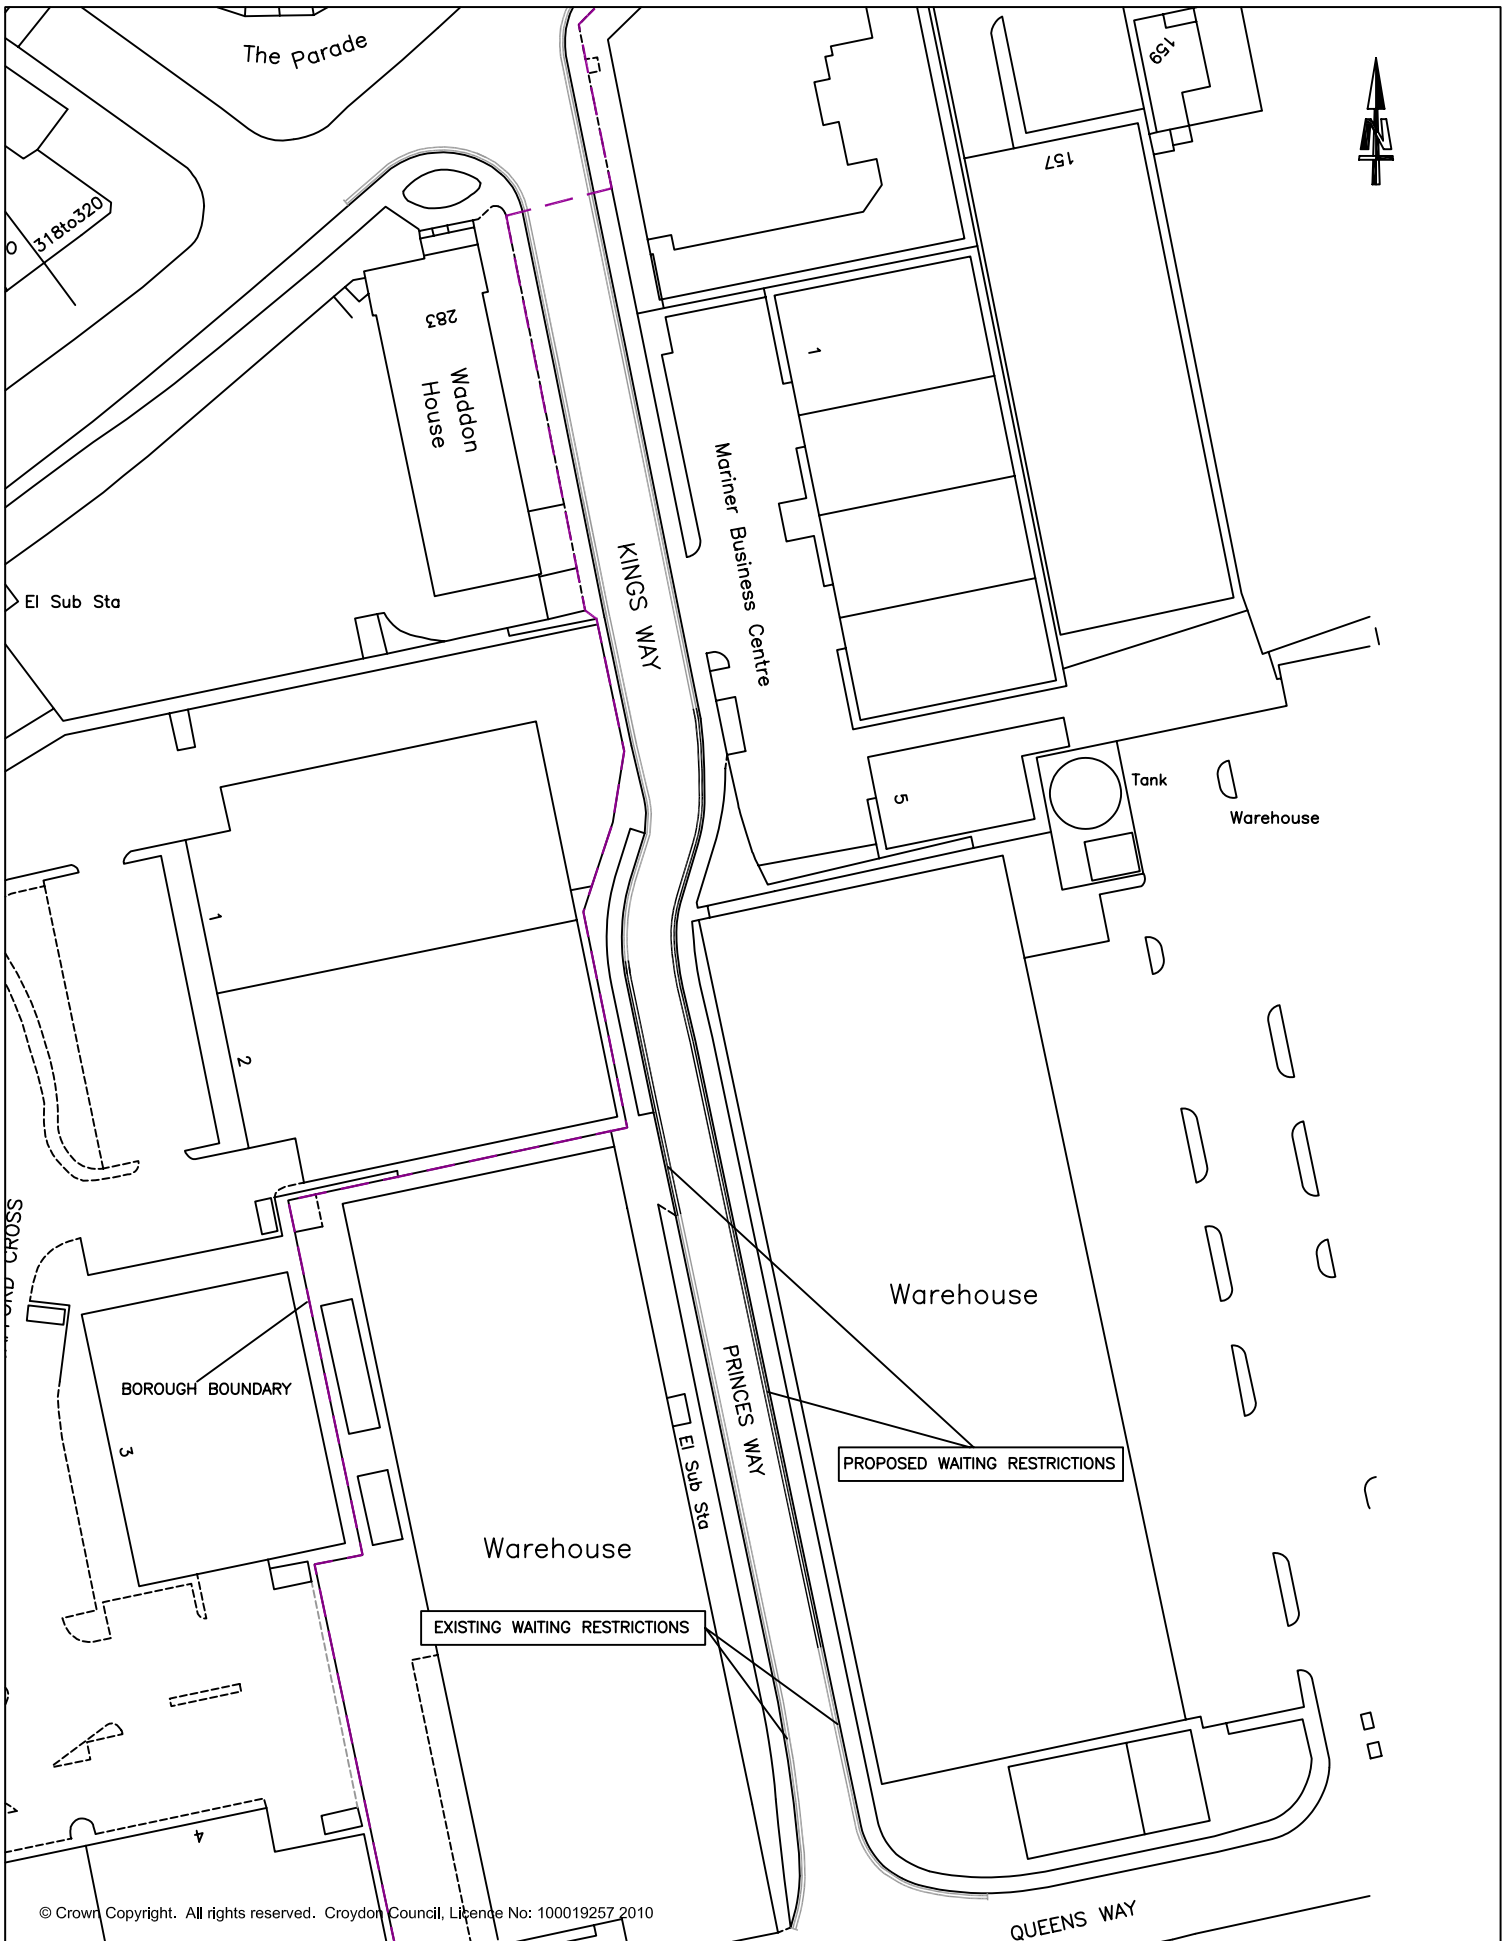 The Parade
159
N
157
318to320
283
Waddon
House
1
Mariner Business Centre
KINGS WAY
El Sub Sta
Tank
5
Warehouse
1
2
CROSS
Warehouse
PRINCES WAY
BOROUGH BOUNDARY
3
El Sub Sta
PROPOSED WAITING RESTRICTIONS
Warehouse
EXISTING WAITING RESTRICTIONS
4
© Crown Copyright. All rights reserved. Croydon Council, Licence No: 100019257 2010
QUEENS WAY